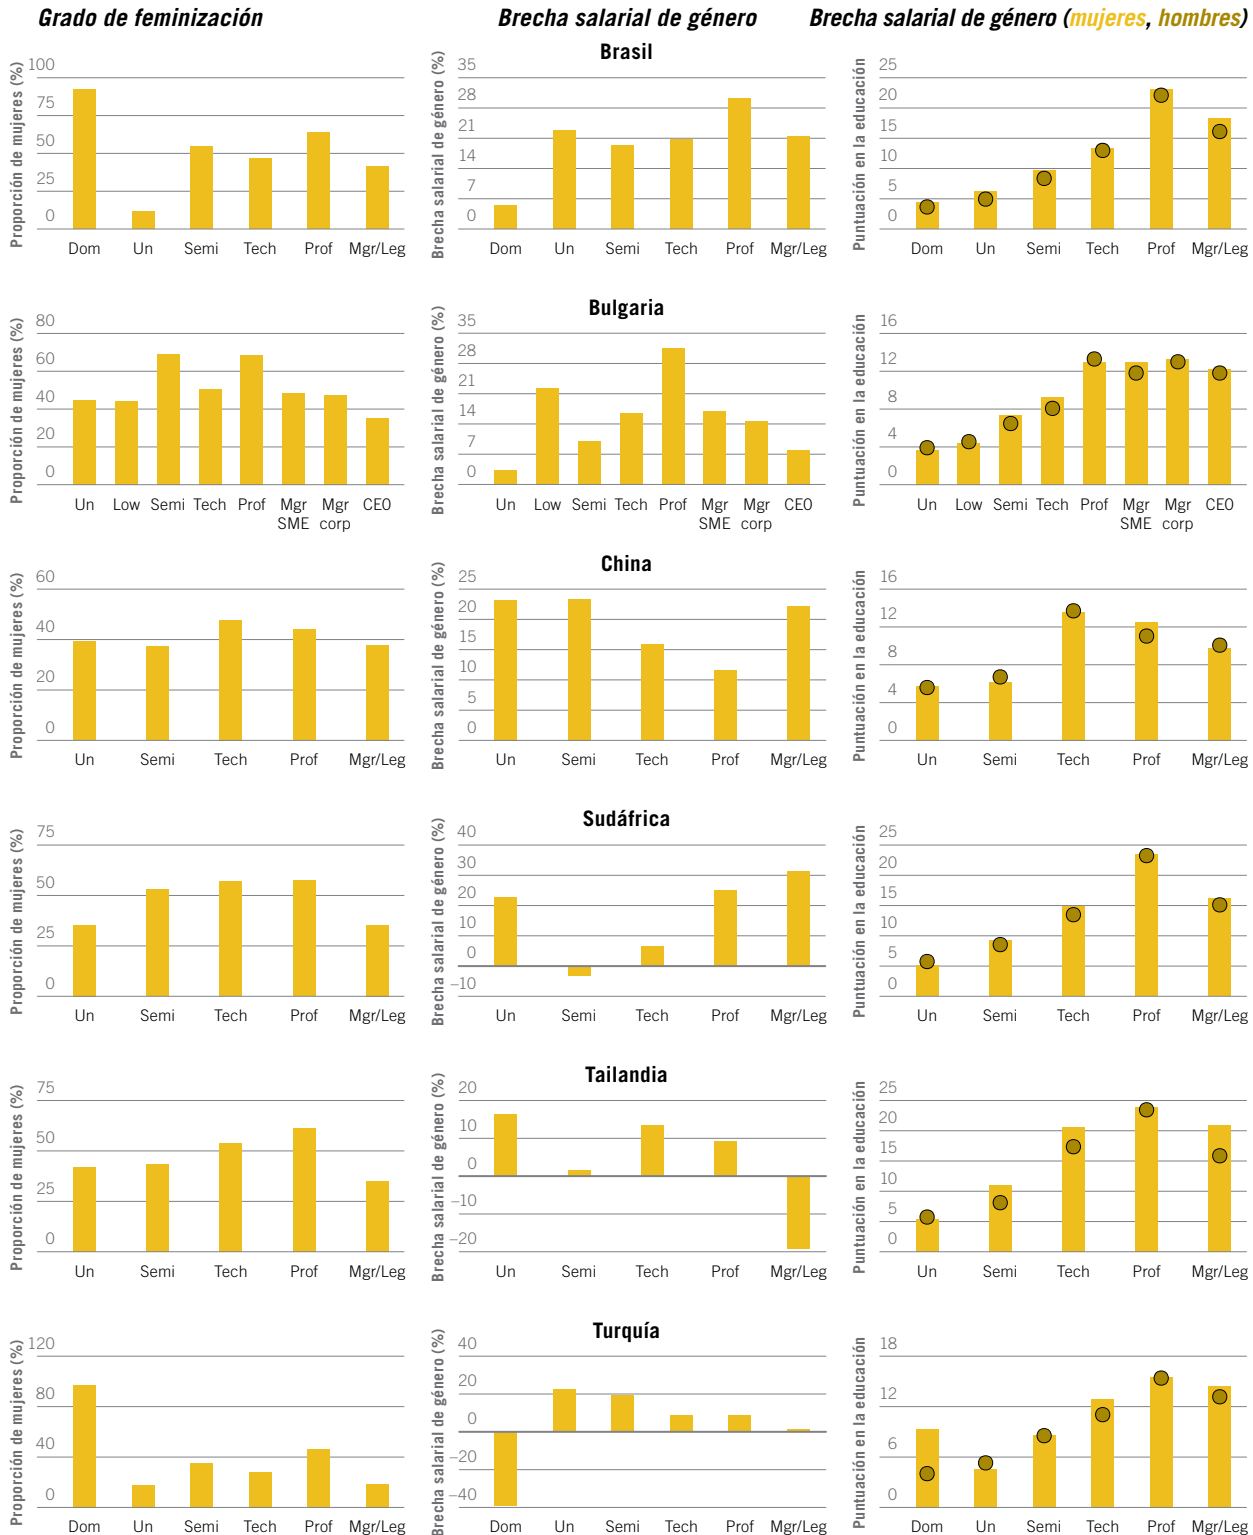 Grado de feminización
Brecha salarial de género
Brecha salarial de género (mujeres, hombres)
Brasil
Proporción de mujeres (%)
100
75
50
25
0
Dom Un Semi Tech Prof Mgr/Leg
Brecha salarial de género (%)
35
28
21
14
7
0
Dom Un Semi Tech Prof Mgr/Leg
Puntuación en la educación
25
20
15
10
5
0
Dom Un Semi Tech Prof Mgr/Leg
Bulgaria
Proporción de mujeres (%)
80
60
40
20
0
Un Low Semi Tech Prof Mgr SME Mgr corp CEO
Brecha salarial de género (%)
35
28
21
14
7
0
Un Low Semi Tech Prof Mgr SME Mgr corp CEO
Puntuación en la educación
16
12
8
4
0
Un Low Semi Tech Prof Mgr SME Mgr corp CEO
China
Proporción de mujeres (%)
60
40
20
0
Un Semi Tech Prof Mgr/Leg
Brecha salarial de género (%)
25
20
15
10
5
0
Un Semi Tech Prof Mgr/Leg
Puntuación en la educación
16
12
8
4
0
Un Semi Tech Prof Mgr/Leg
Sudáfrica
Proporción de mujeres (%)
75
50
25
0
Un Semi Tech Prof Mgr/Leg
Brecha salarial de género (%)
40
30
20
10
0
–10
Un Semi Tech Prof Mgr/Leg
Puntuación en la educación
25
20
15
10
5
0
Un Semi Tech Prof Mgr/Leg
Tailandia
Proporción de mujeres (%)
75
50
25
0
Un Semi Tech Prof Mgr/Leg
Brecha salarial de género (%)
20
10
0
–10
–20
Un Semi Tech Prof Mgr/Leg
Puntuación en la educación
25
20
15
10
5
0
Un Semi Tech Prof Mgr/Leg
Turquía
Proporción de mujeres (%)
120
80
40
0
Dom Un Semi Tech Prof Mgr/Leg
Brecha salarial de género (%)
40
20
0
–20
–40
Dom Un Semi Tech Prof Mgr/Leg
Puntuación en la educación
18
12
6
0
Dom Un Semi Tech Prof Mgr/Leg